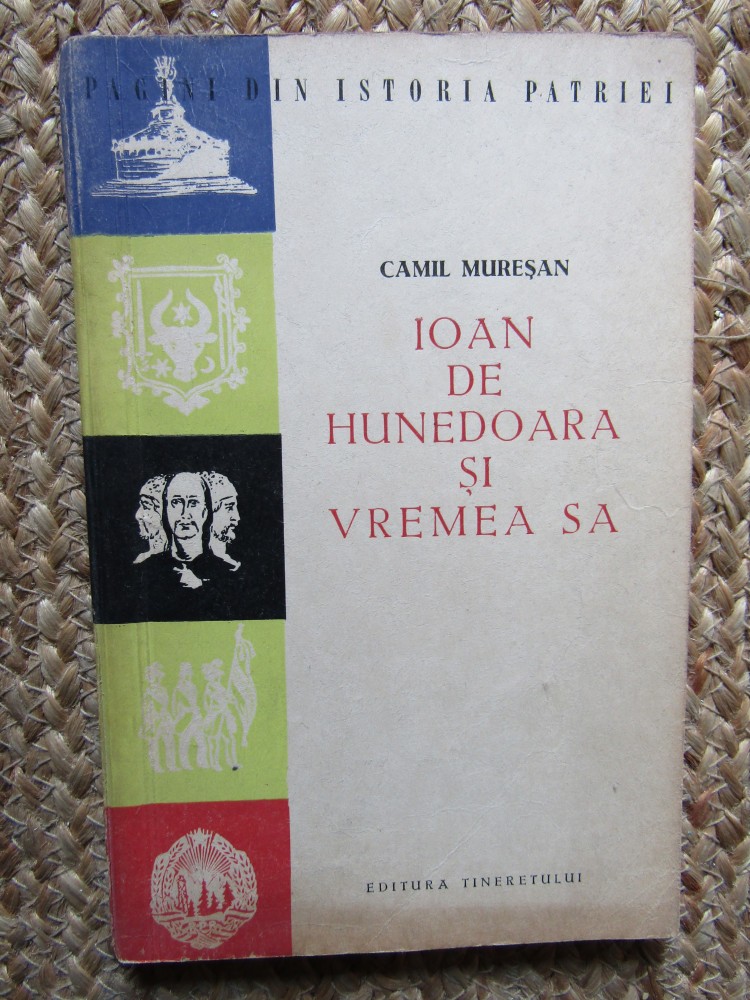 PAGINI DIN ISTORIA PATRIEI
CAMIL MUREȘAN
IOAN
DE
HUNEDOARA
ȘI
VREMEA SA
EDITURA TINERETULUI